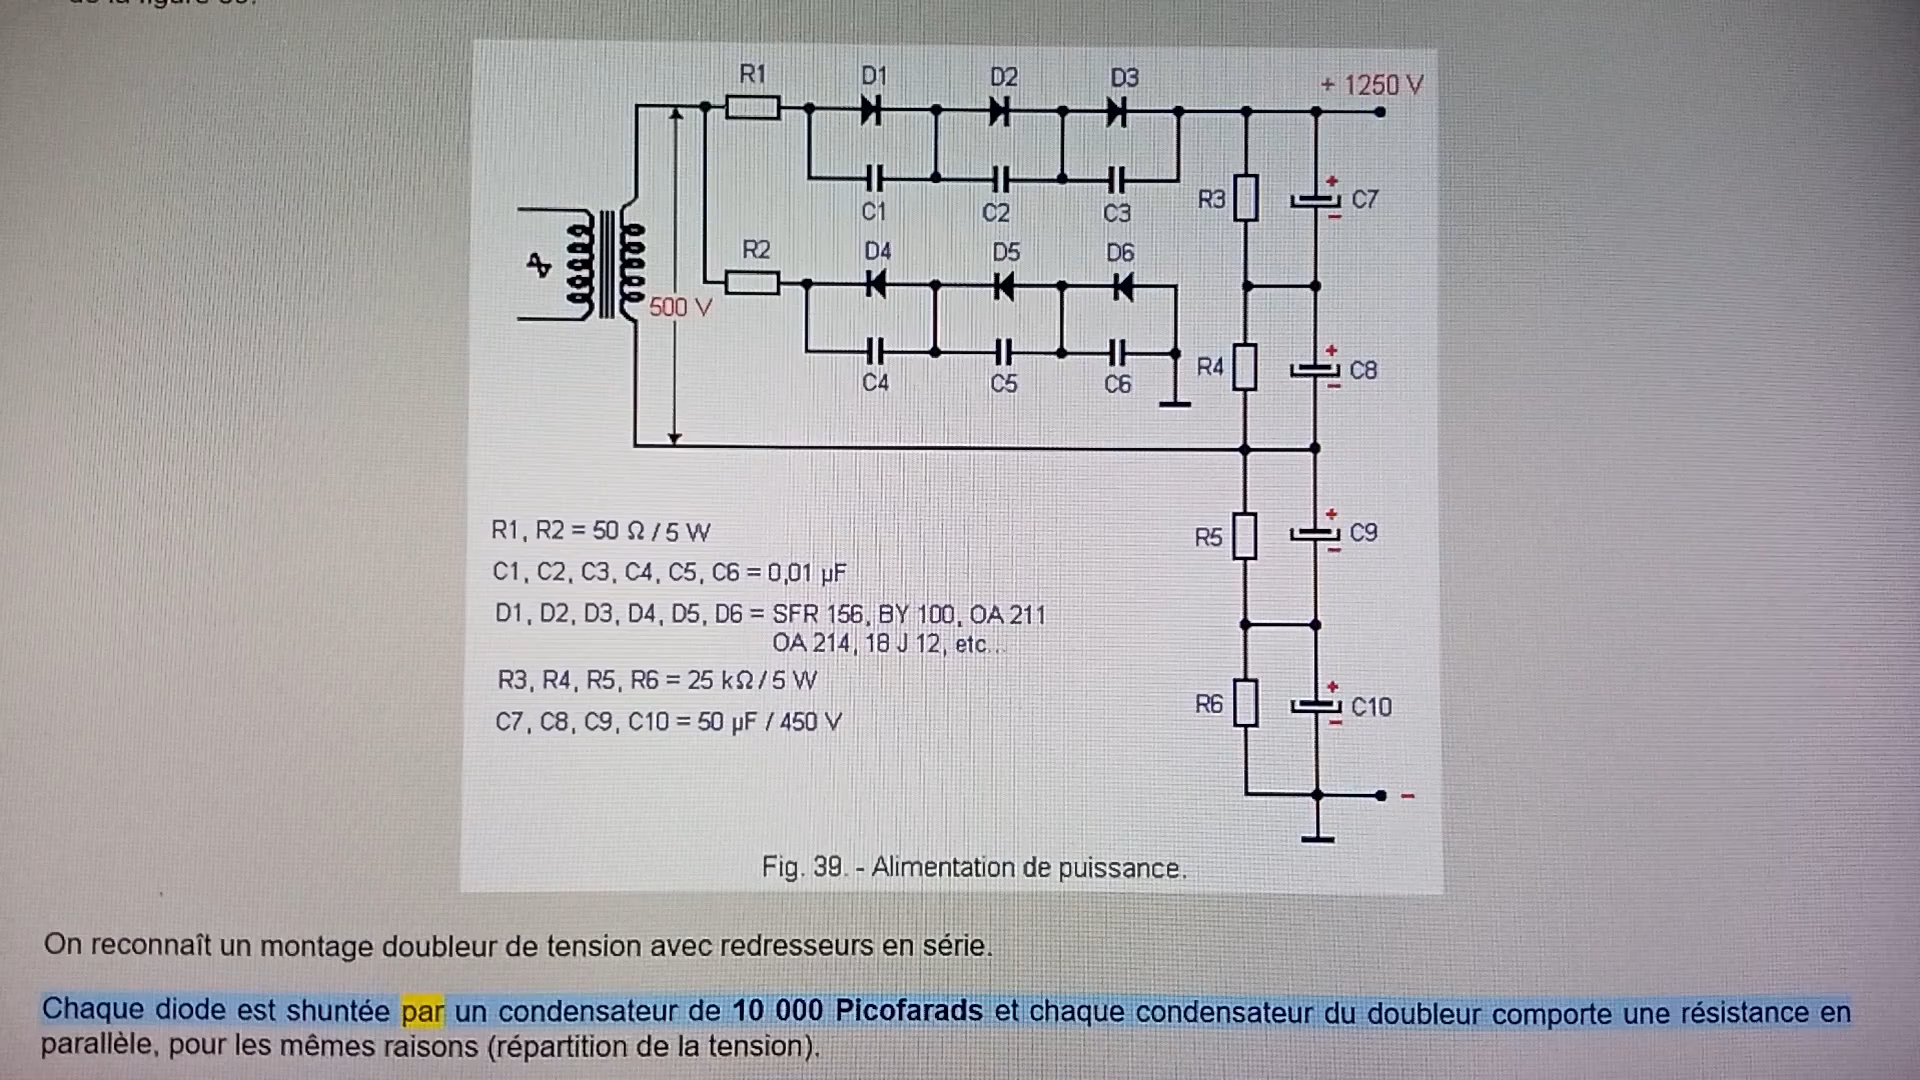 R1 D1 D2 D3 + 1250 V
C1 C2 C3 R3 + - C7
R2 D4 D5 D6
500 V
C4 C5 C6 R4 + - C8
R1, R2 = 50 Ω / 5 W
R5 + - C9
C1, C2, C3, C4, C5, C6 = 0,01 µF
D1, D2, D3, D4, D5, D6 = SFR 156, BY 100, OA 211
OA 214, 18 J 12, etc...
R3, R4, R5, R6 = 25 kΩ / 5 W
R6 + - C10
C7, C8, C9, C10 = 50 µF / 450 V
-
Fig. 39. - Alimentation de puissance.
On reconnaît un montage doubleur de tension avec redresseurs en série.
Chaque diode est shuntée par un condensateur de 10 000 Picofarads et chaque condensateur du doubleur comporte une résistance en
parallèle, pour les mêmes raisons (répartition de la tension).